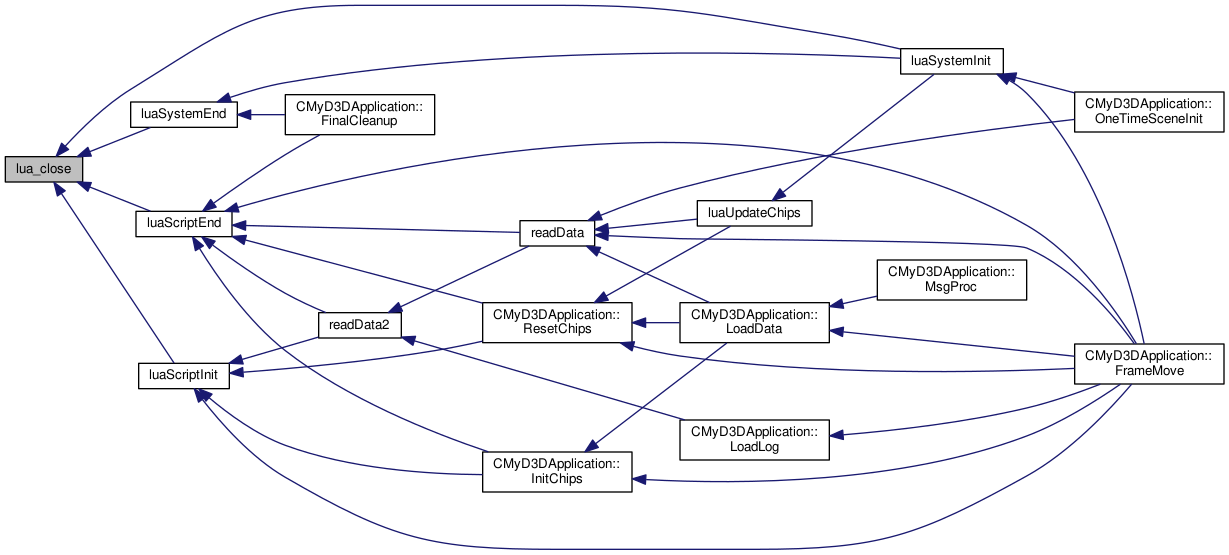 luaSystemInit
CMyD3DApplication::
OneTimeSceneInit
luaSystemEnd
CMyD3DApplication::
FinalCleanup
lua_close
luaScriptEnd
readData
luaUpdateChips
CMyD3DApplication::
MsgProc
readData2
CMyD3DApplication::
ResetChips
CMyD3DApplication::
LoadData
luaScriptInit
CMyD3DApplication::
FrameMove
CMyD3DApplication::
LoadLog
CMyD3DApplication::
InitChips